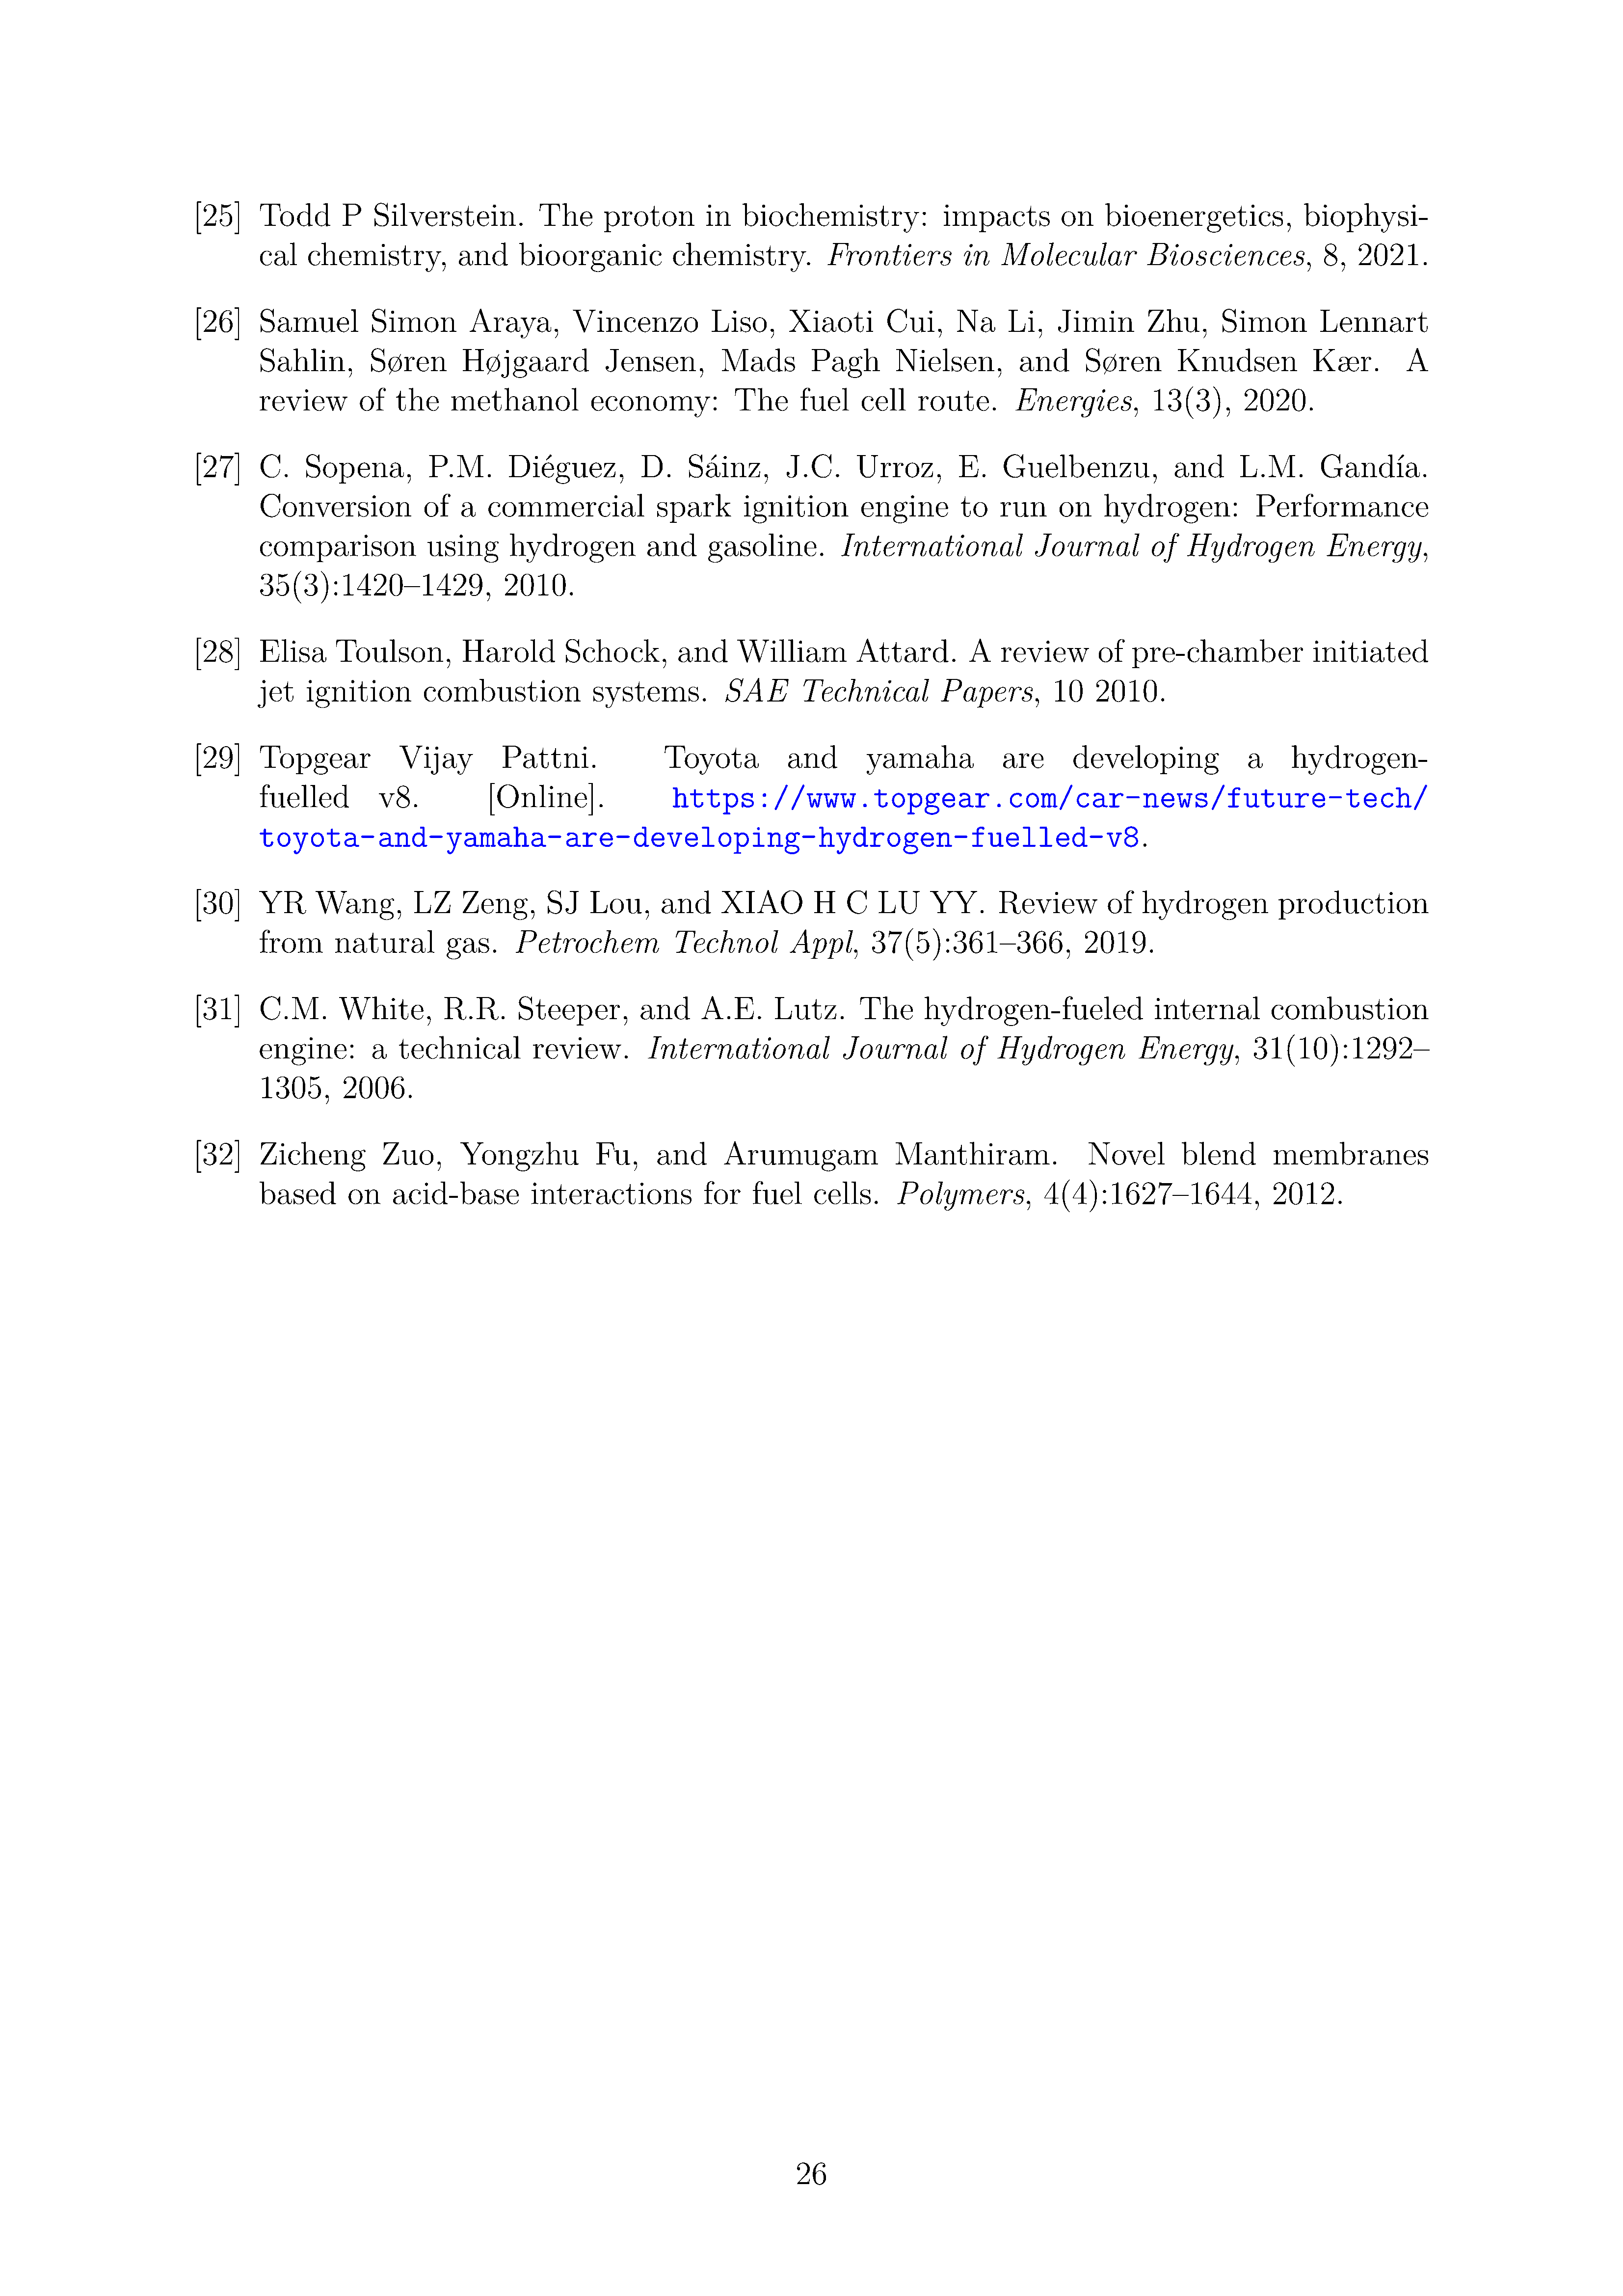 [25] Todd P Silverstein. The proton in biochemistry: impacts on bioenergetics, biophysi-
cal chemistry, and bioorganic chemistry. Frontiers in Molecular Biosciences, 8, 2021.
[26] Samuel Simon Araya, Vincenzo Liso, Xiaoti Cui, Na Li, Jimin Zhu, Simon Lennart
Sahlin, Søren Højgaard Jensen, Mads Pagh Nielsen, and Søren Knudsen Kær. A
review of the methanol economy: The fuel cell route. Energies, 13(3), 2020.
[27] C. Sopena, P.M. Diéguez, D. Sáinz, J.C. Urroz, E. Guelbenzu, and L.M. Gandía.
Conversion of a commercial spark ignition engine to run on hydrogen: Performance
comparison using hydrogen and gasoline. International Journal of Hydrogen Energy,
35(3):1420–1429, 2010.
[28] Elisa Toulson, Harold Schock, and William Attard. A review of pre-chamber initiated
jet ignition combustion systems. SAE Technical Papers, 10 2010.
[29] Topgear Vijay Pattni. Toyota and yamaha are developing a hydrogen-
fuelled v8. [Online]. https://www.topgear.com/car-news/future-tech/
toyota-and-yamaha-are-developing-hydrogen-fuelled-v8.
[30] YR Wang, LZ Zeng, SJ Lou, and XIAO H C LU YY. Review of hydrogen production
from natural gas. Petrochem Technol Appl, 37(5):361–366, 2019.
[31] C.M. White, R.R. Steeper, and A.E. Lutz. The hydrogen-fueled internal combustion
engine: a technical review. International Journal of Hydrogen Energy, 31(10):1292–
1305, 2006.
[32] Zicheng Zuo, Yongzhu Fu, and Arumugam Manthiram. Novel blend membranes
based on acid-base interactions for fuel cells. Polymers, 4(4):1627–1644, 2012.
26